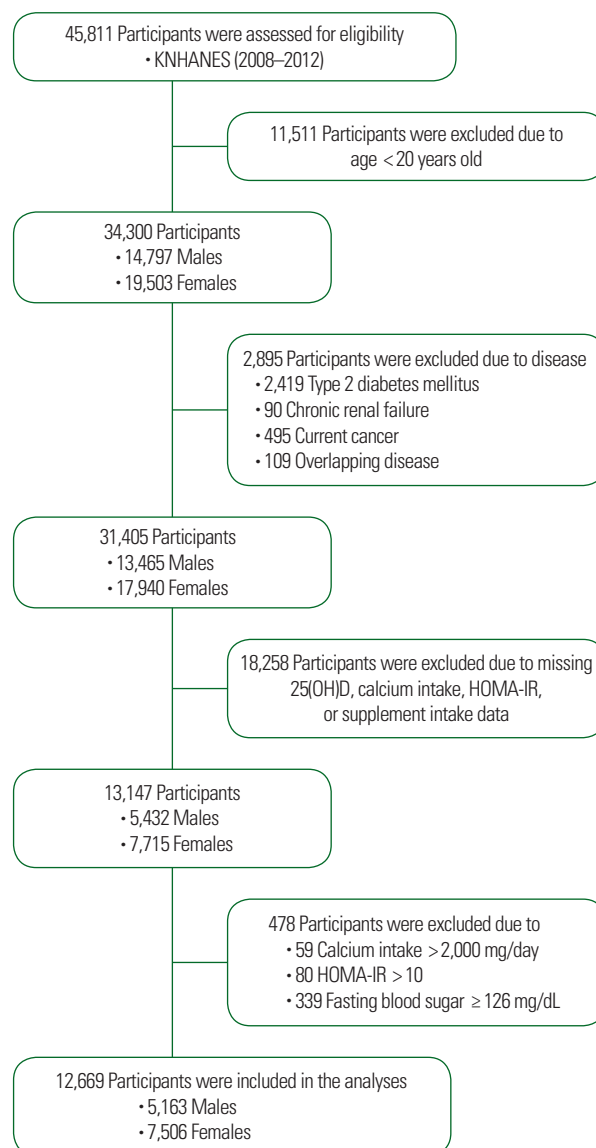 45,811 Participants were assessed for eligibility
• KNHANES (2008–2012)
11,511 Participants were excluded due to
age <20 years old
34,300 Participants
• 14,797 Males
• 19,503 Females
2,895 Participants were excluded due to disease
• 2,419 Type 2 diabetes mellitus
• 90 Chronic renal failure
• 495 Current cancer
• 109 Overlapping disease
31,405 Participants
• 13,465 Males
• 17,940 Females
18,258 Participants were excluded due to missing
25(OH)D, calcium intake, HOMA-IR,
or supplement intake data
13,147 Participants
• 5,432 Males
• 7,715 Females
478 Participants were excluded due to
• 59 Calcium intake >2,000 mg/day
• 80 HOMA-IR >10
• 339 Fasting blood sugar ≥126 mg/dL
12,669 Participants were included in the analyses
• 5,163 Males
• 7,506 Females